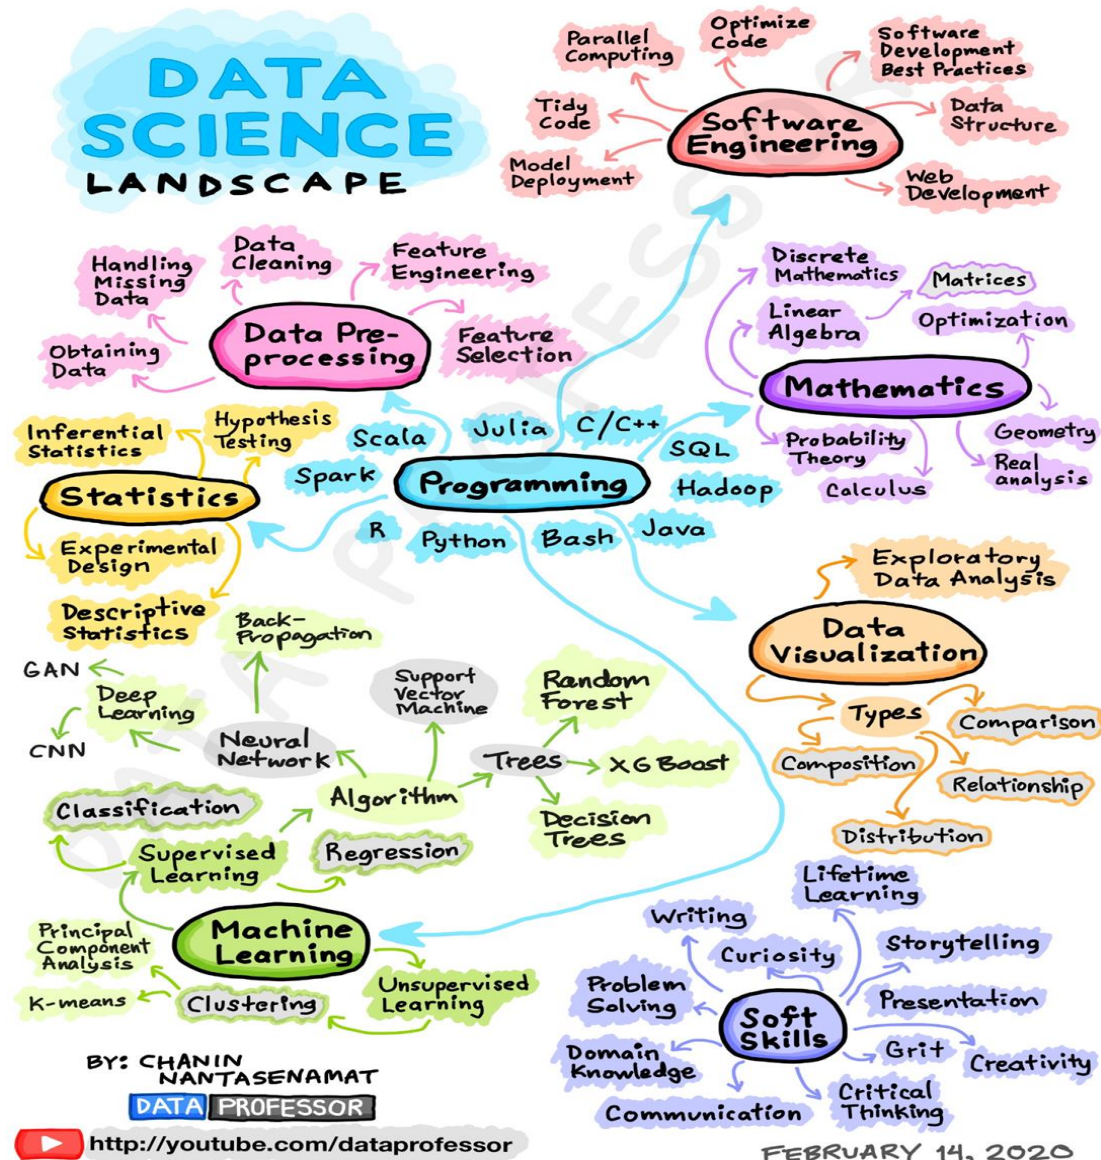 DATA
SCIENCE
LANDSCAPE
Parallel
Computing
Optimize
Code
Software
Development
Best Practices
Tidy
Code
Software
Engineering
Data
Structure
Model
Deployment
Web
Development
Handling
Missing
Data
Data
Cleaning
Feature
Engineering
Obtaining
Data
Data Pre-
processing
Feature
Selection
Discrete
Mathematics
Matrices
Linear
Algebra
Optimization
Mathematics
Probability
Theory
Calculus
Geometry
Real
analysis
Inferential
Statistics
Hypothesis
Testing
Statistics
Experimental
Design
Descriptive
Statistics
Scala
Julia
C/C++
SQL
Spark
Programming
Hadoop
R
Python
Bash
Java
Exploratory
Data Analysis
Data
Visualization
Types
Comparison
Composition
Relationship
Distribution
Back-
Propagation
GAN
Deep
Learning
CNN
Neural
Network
Support
Vector
Machine
Random
Forest
Trees
XG Boost
Algorithm
Decision
Trees
Classification
Supervised
Learning
Regression
Machine
Learning
Principal
Component
Analysis
K-means
Clustering
Unsupervised
Learning
Lifetime
Learning
Writing
Curiosity
Storytelling
Problem
Solving
Soft
Skills
Presentation
Domain
Knowledge
Grit
Creativity
Communication
Critical
Thinking
BY: CHANIN
NANTASENAMAT
DATA PROFESSOR
http://youtube.com/dataprofessor
FEBRUARY 14, 2020
DATA PROFESSOR